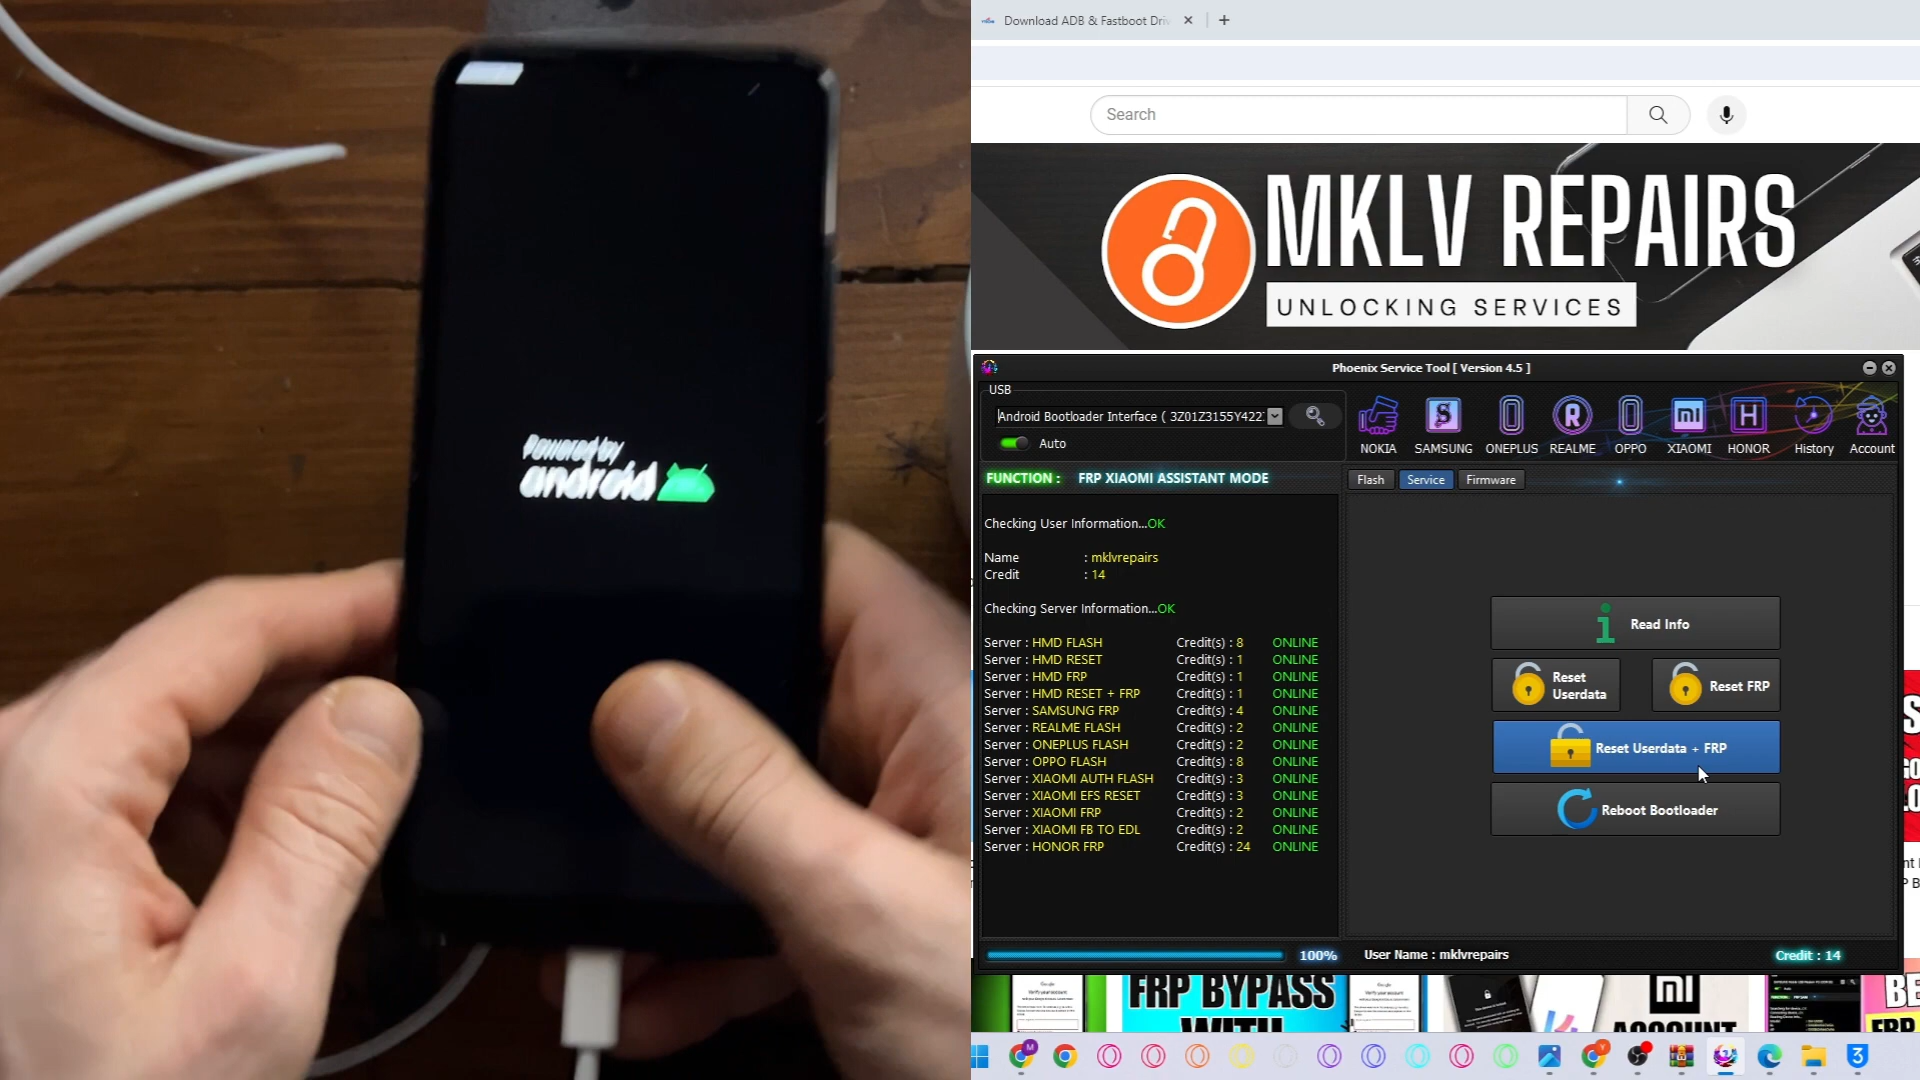 Powered by
android
Download ADB & Fastboot Driv
Search
MKLV REPAIRS
UNLOCKING SERVICES
Phoenix Service Tool [ Version 4.5 ]
USB
Android Bootloader Interface ( 3Z01Z3155Y422
Auto
NOKIA SAMSUNG ONEPLUS REALME OPPO XIAOMI HONOR History Account
FUNCTION : FRP XIAOMI ASSISTANT MODE
Flash Service Firmware
Checking User Information...OK
Name : mklvrepairs
Credit : 14
Checking Server Information...OK
Server : HMD FLASH Credit(s) : 8 ONLINE
Server : HMD RESET Credit(s) : 1 ONLINE
Server : HMD FRP Credit(s) : 1 ONLINE
Server : HMD RESET + FRP Credit(s) : 1 ONLINE
Server : SAMSUNG FRP Credit(s) : 4 ONLINE
Server : REALME FLASH Credit(s) : 2 ONLINE
Server : ONEPLUS FLASH Credit(s) : 2 ONLINE
Server : OPPO FLASH Credit(s) : 8 ONLINE
Server : XIAOMI AUTH FLASH Credit(s) : 3 ONLINE
Server : XIAOMI EFS RESET Credit(s) : 3 ONLINE
Server : XIAOMI FRP Credit(s) : 2 ONLINE
Server : XIAOMI FB TO EDL Credit(s) : 2 ONLINE
Server : HONOR FRP Credit(s) : 24 ONLINE
Read Info
Reset
Userdata
Reset FRP
Reset Userdata + FRP
Reboot Bootloader
100% User Name : mklvrepairs Credit : 14
FRP BYPASS
WITH
ACCOUNT